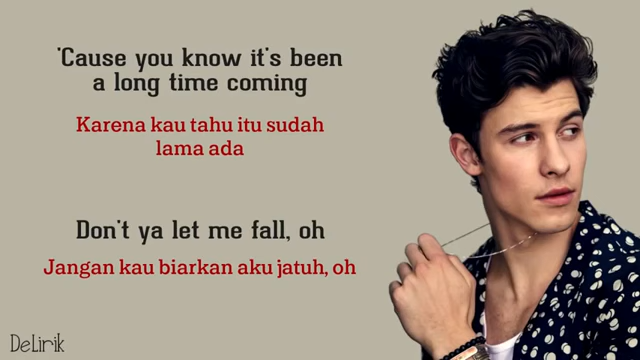 'Cause you know it's been
a long time coming
Karena kau tahu itu sudah
lama ada
Don't ya let me fall, oh
Jangan kau biarkan aku jatuh, oh
DeLirik